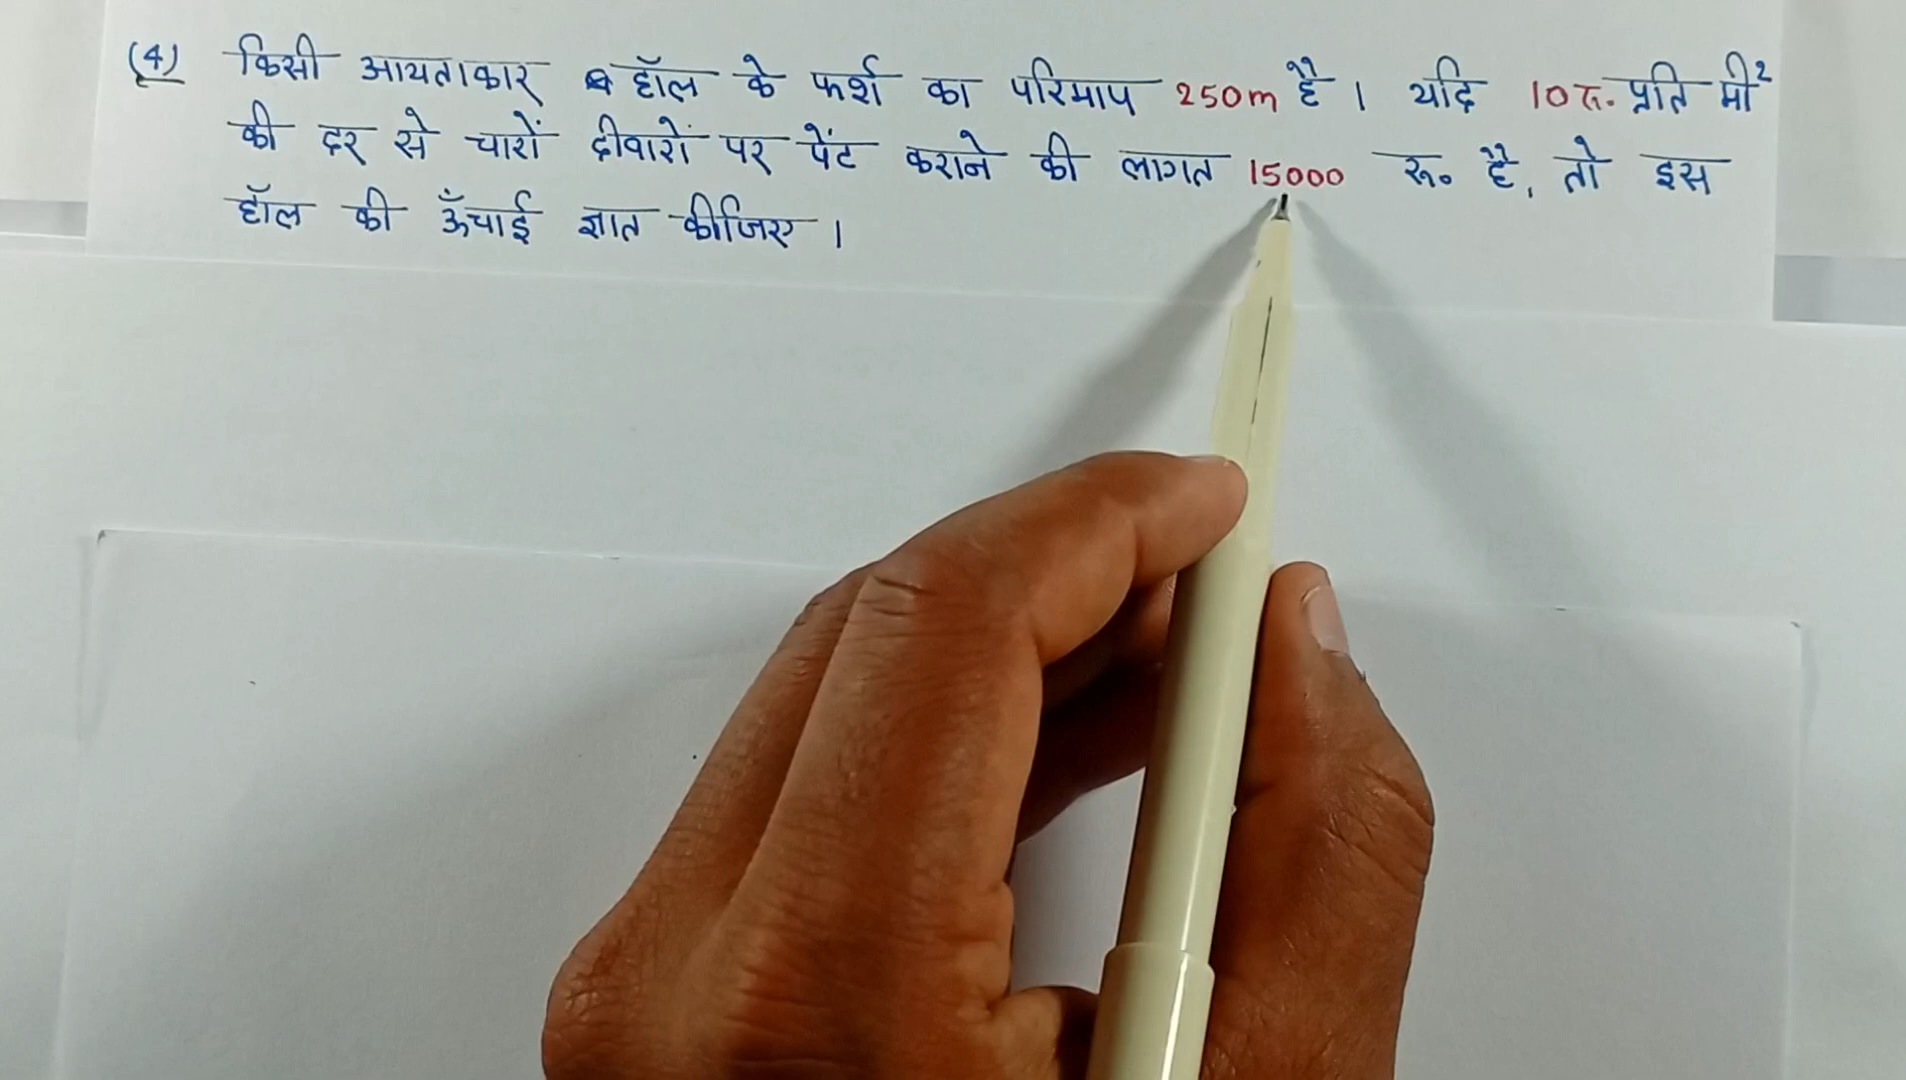 (4) किसी आयताकार हॉल के फर्श का परिमाप 250m है । यदि 10रु. प्रति मी²
की दर से चारों दीवारों पर पेंट कराने की लागत 15000 रू० है, तो इस
हॉल की ऊँचाई ज्ञात कीजिए ।